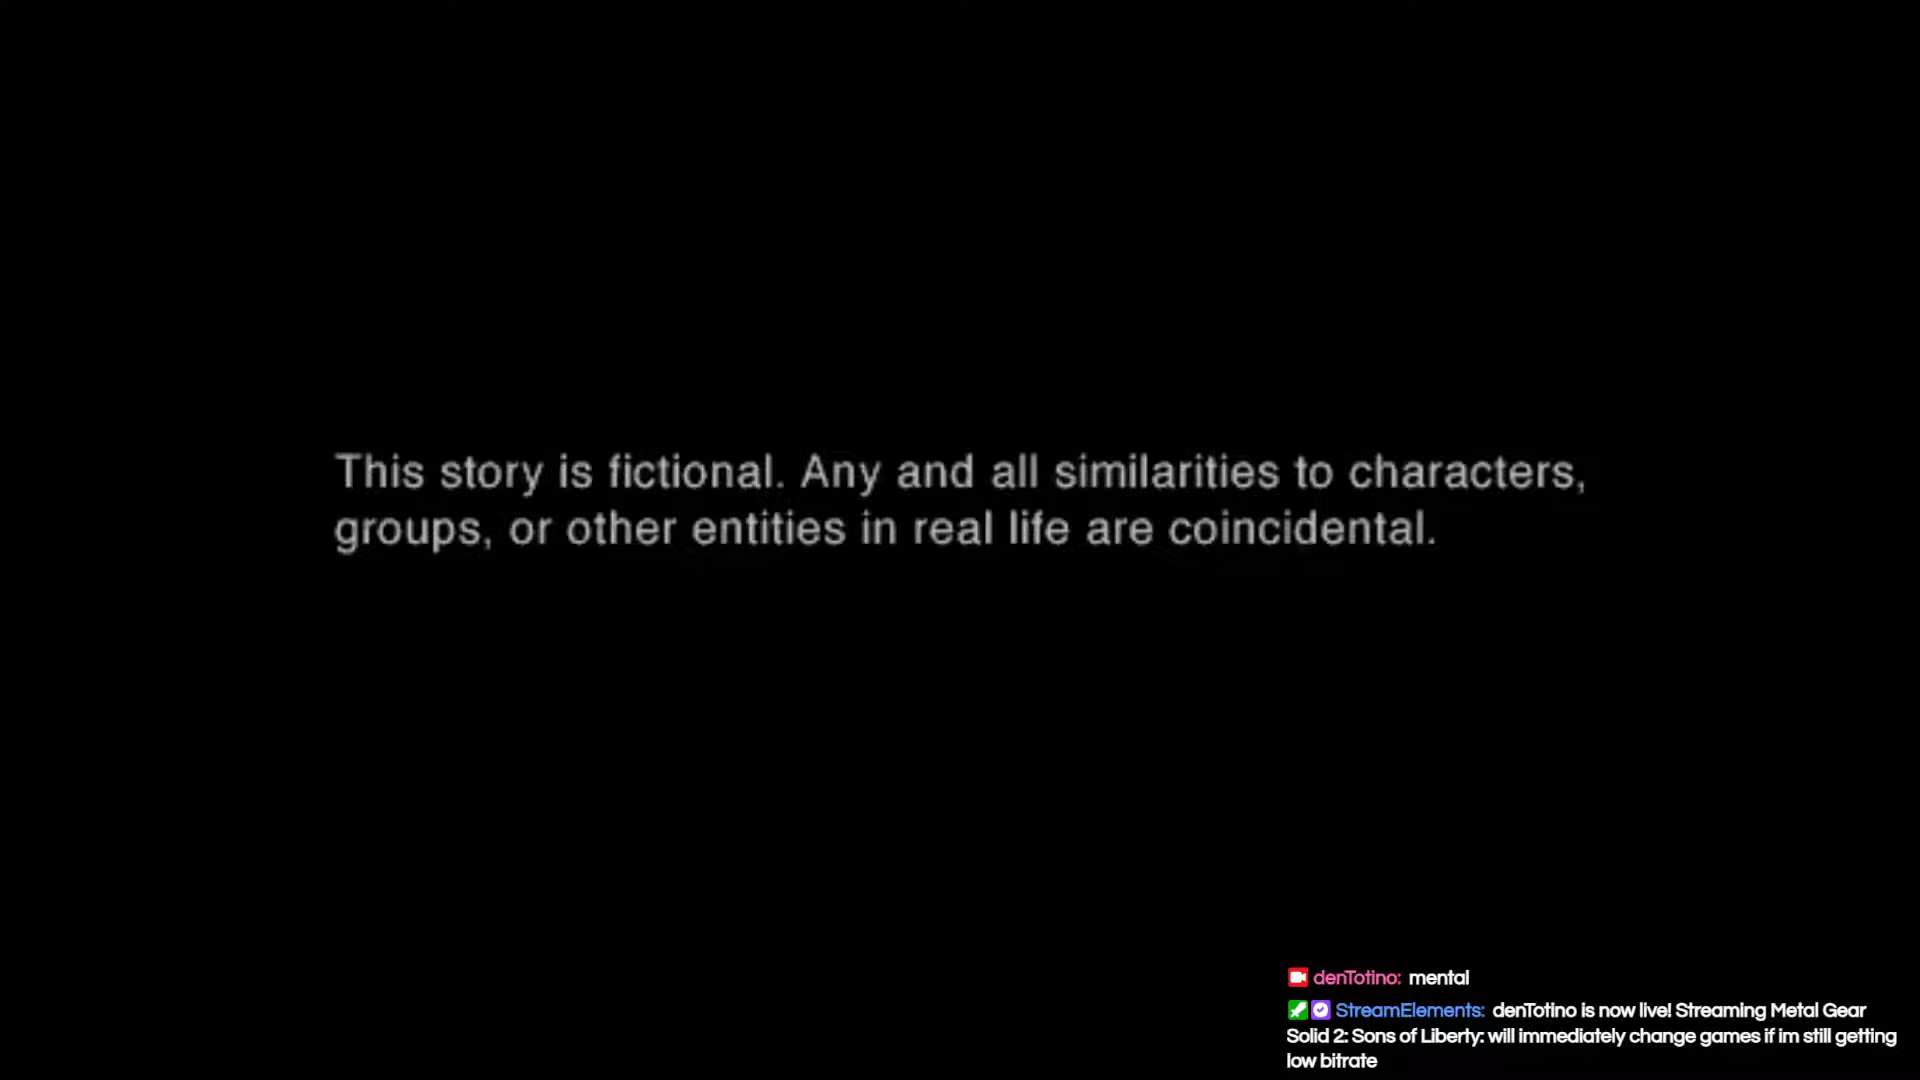 This story is fictional. Any and all similarities to characters,
groups, or other entities in real life are coincidental.
denTotino: mental
StreamElements: denTotino is now live! Streaming Metal Gear
Solid 2: Sons of Liberty: will immediately change games if im still getting
low bitrate